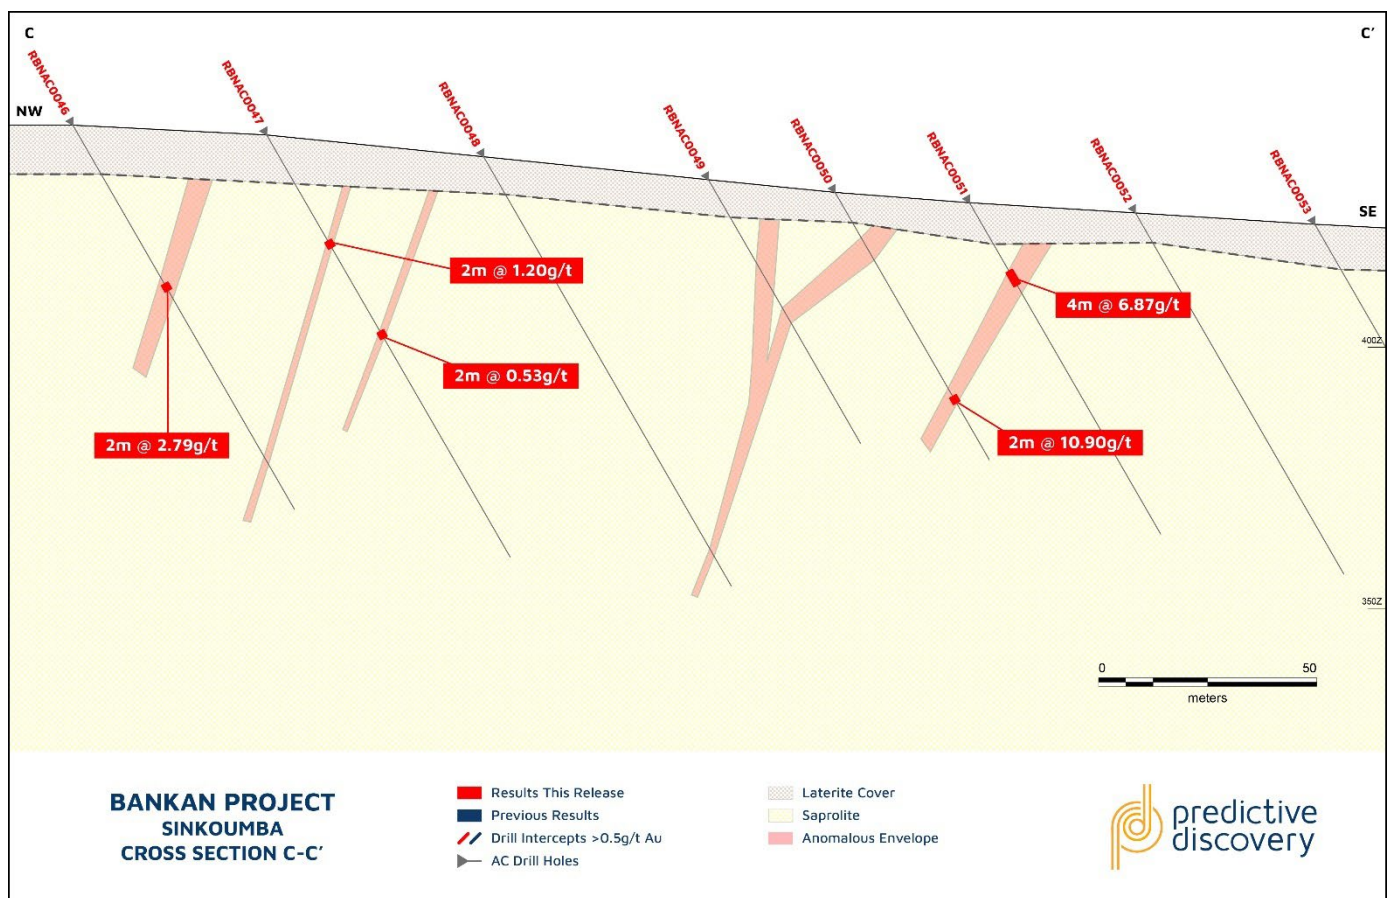 C
C'
RBNAC0046
RBNAC0047
RBNAC0048
RBNAC0049
RBNAC0050
RBNAC0051
RBNAC0052
RBNAC0053
NW
SE
2m @ 1.20g/t
4m @ 6.87g/t
400Z
2m @ 0.53g/t
2m @ 2.79g/t
2m @ 10.90g/t
350Z
0 50
meters
BANKAN PROJECT
SINKOUMBA
CROSS SECTION C-C'
Results This Release
Previous Results
Drill Intercepts >0.5g/t Au
AC Drill Holes
Laterite Cover
Saprolite
Anomalous Envelope
predictive
discovery